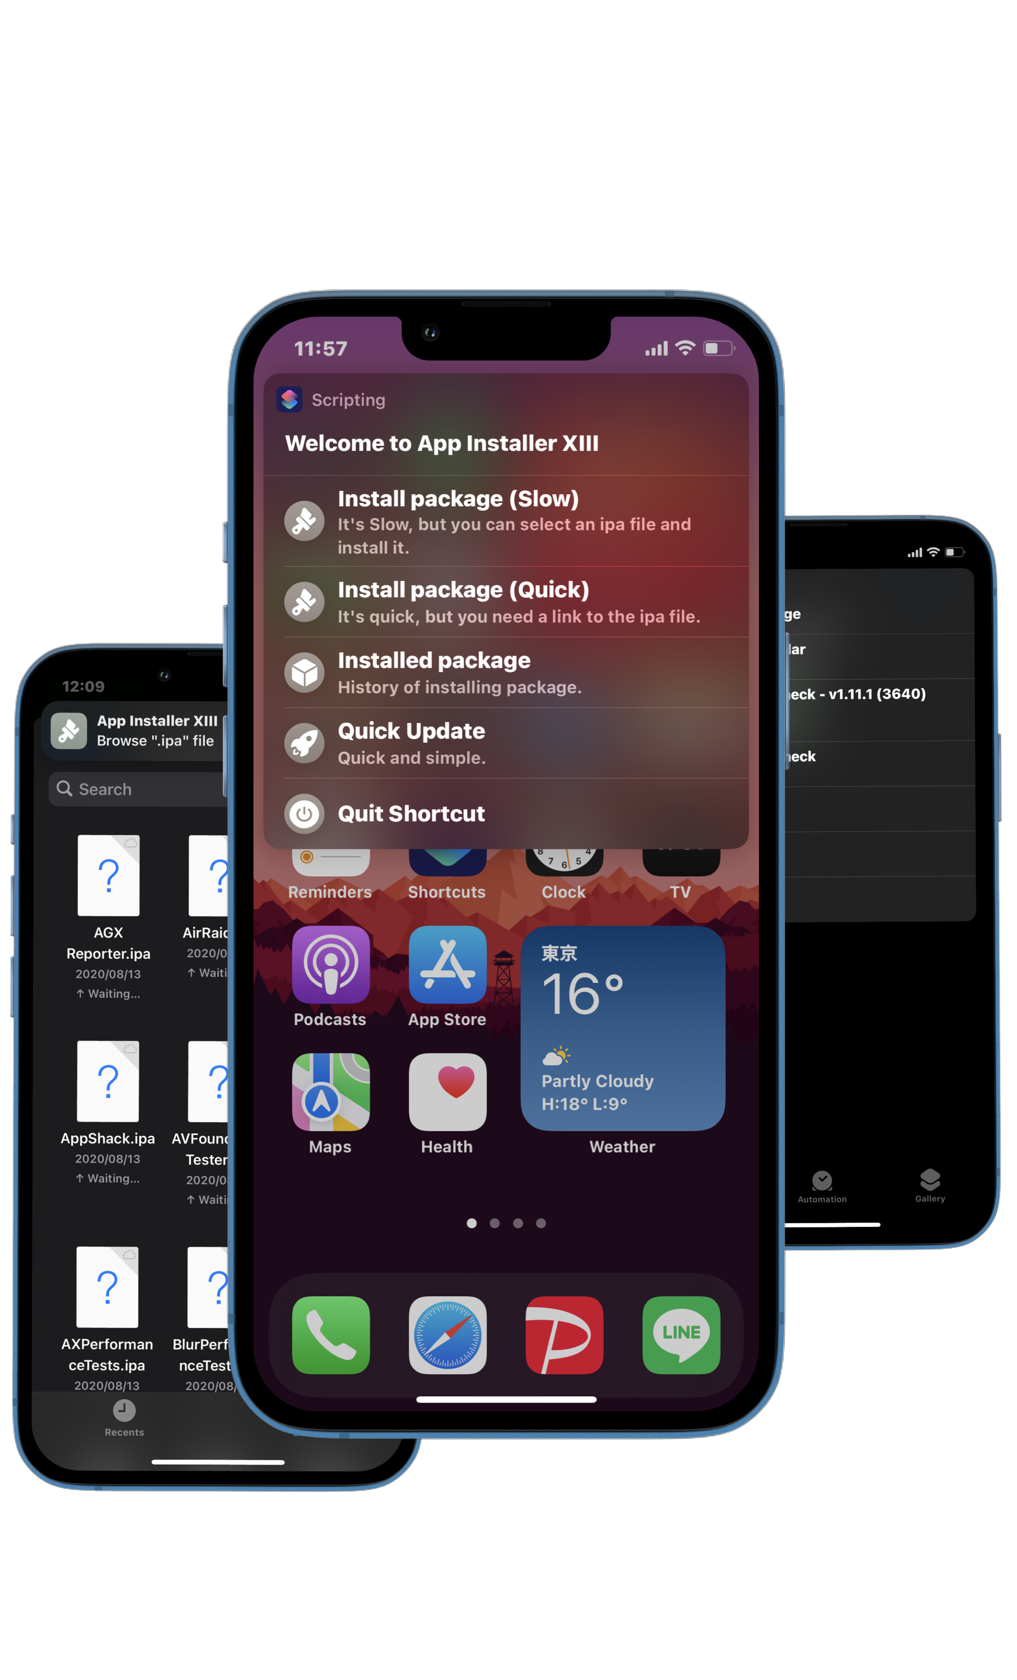 11:57
Scripting
Welcome to App Installer XIII
Install package (Slow)
It's Slow, but you can select an ipa file and
install it.
Install package (Quick)
It's quick, but you need a link to the ipa file.
Installed package
History of installing package.
Quick Update
Quick and simple.
Quit Shortcut
7 6 5
Reminders
Shortcuts
Clock
TV
Podcasts
App Store
東京
16°
Partly Cloudy
H:18° L:9°
Maps
Health
Weather
LINE
12:09
App Installer XIII
Browse ".ipa" file
Search
AGX
Reporter.ipa
2020/08/13
↑ Waiting...
AirRaid
2020/0
↑ Waiti
AppShack.ipa
2020/08/13
↑ Waiting...
AVFound
Tester
2020/0
↑ Waiti
AXPerforman
ceTests.ipa
2020/08/13
BlurPerf
nceTest
2020/08/
Recents
ge
lar
eck - v1.11.1 (3640)
eck
Automation
Gallery